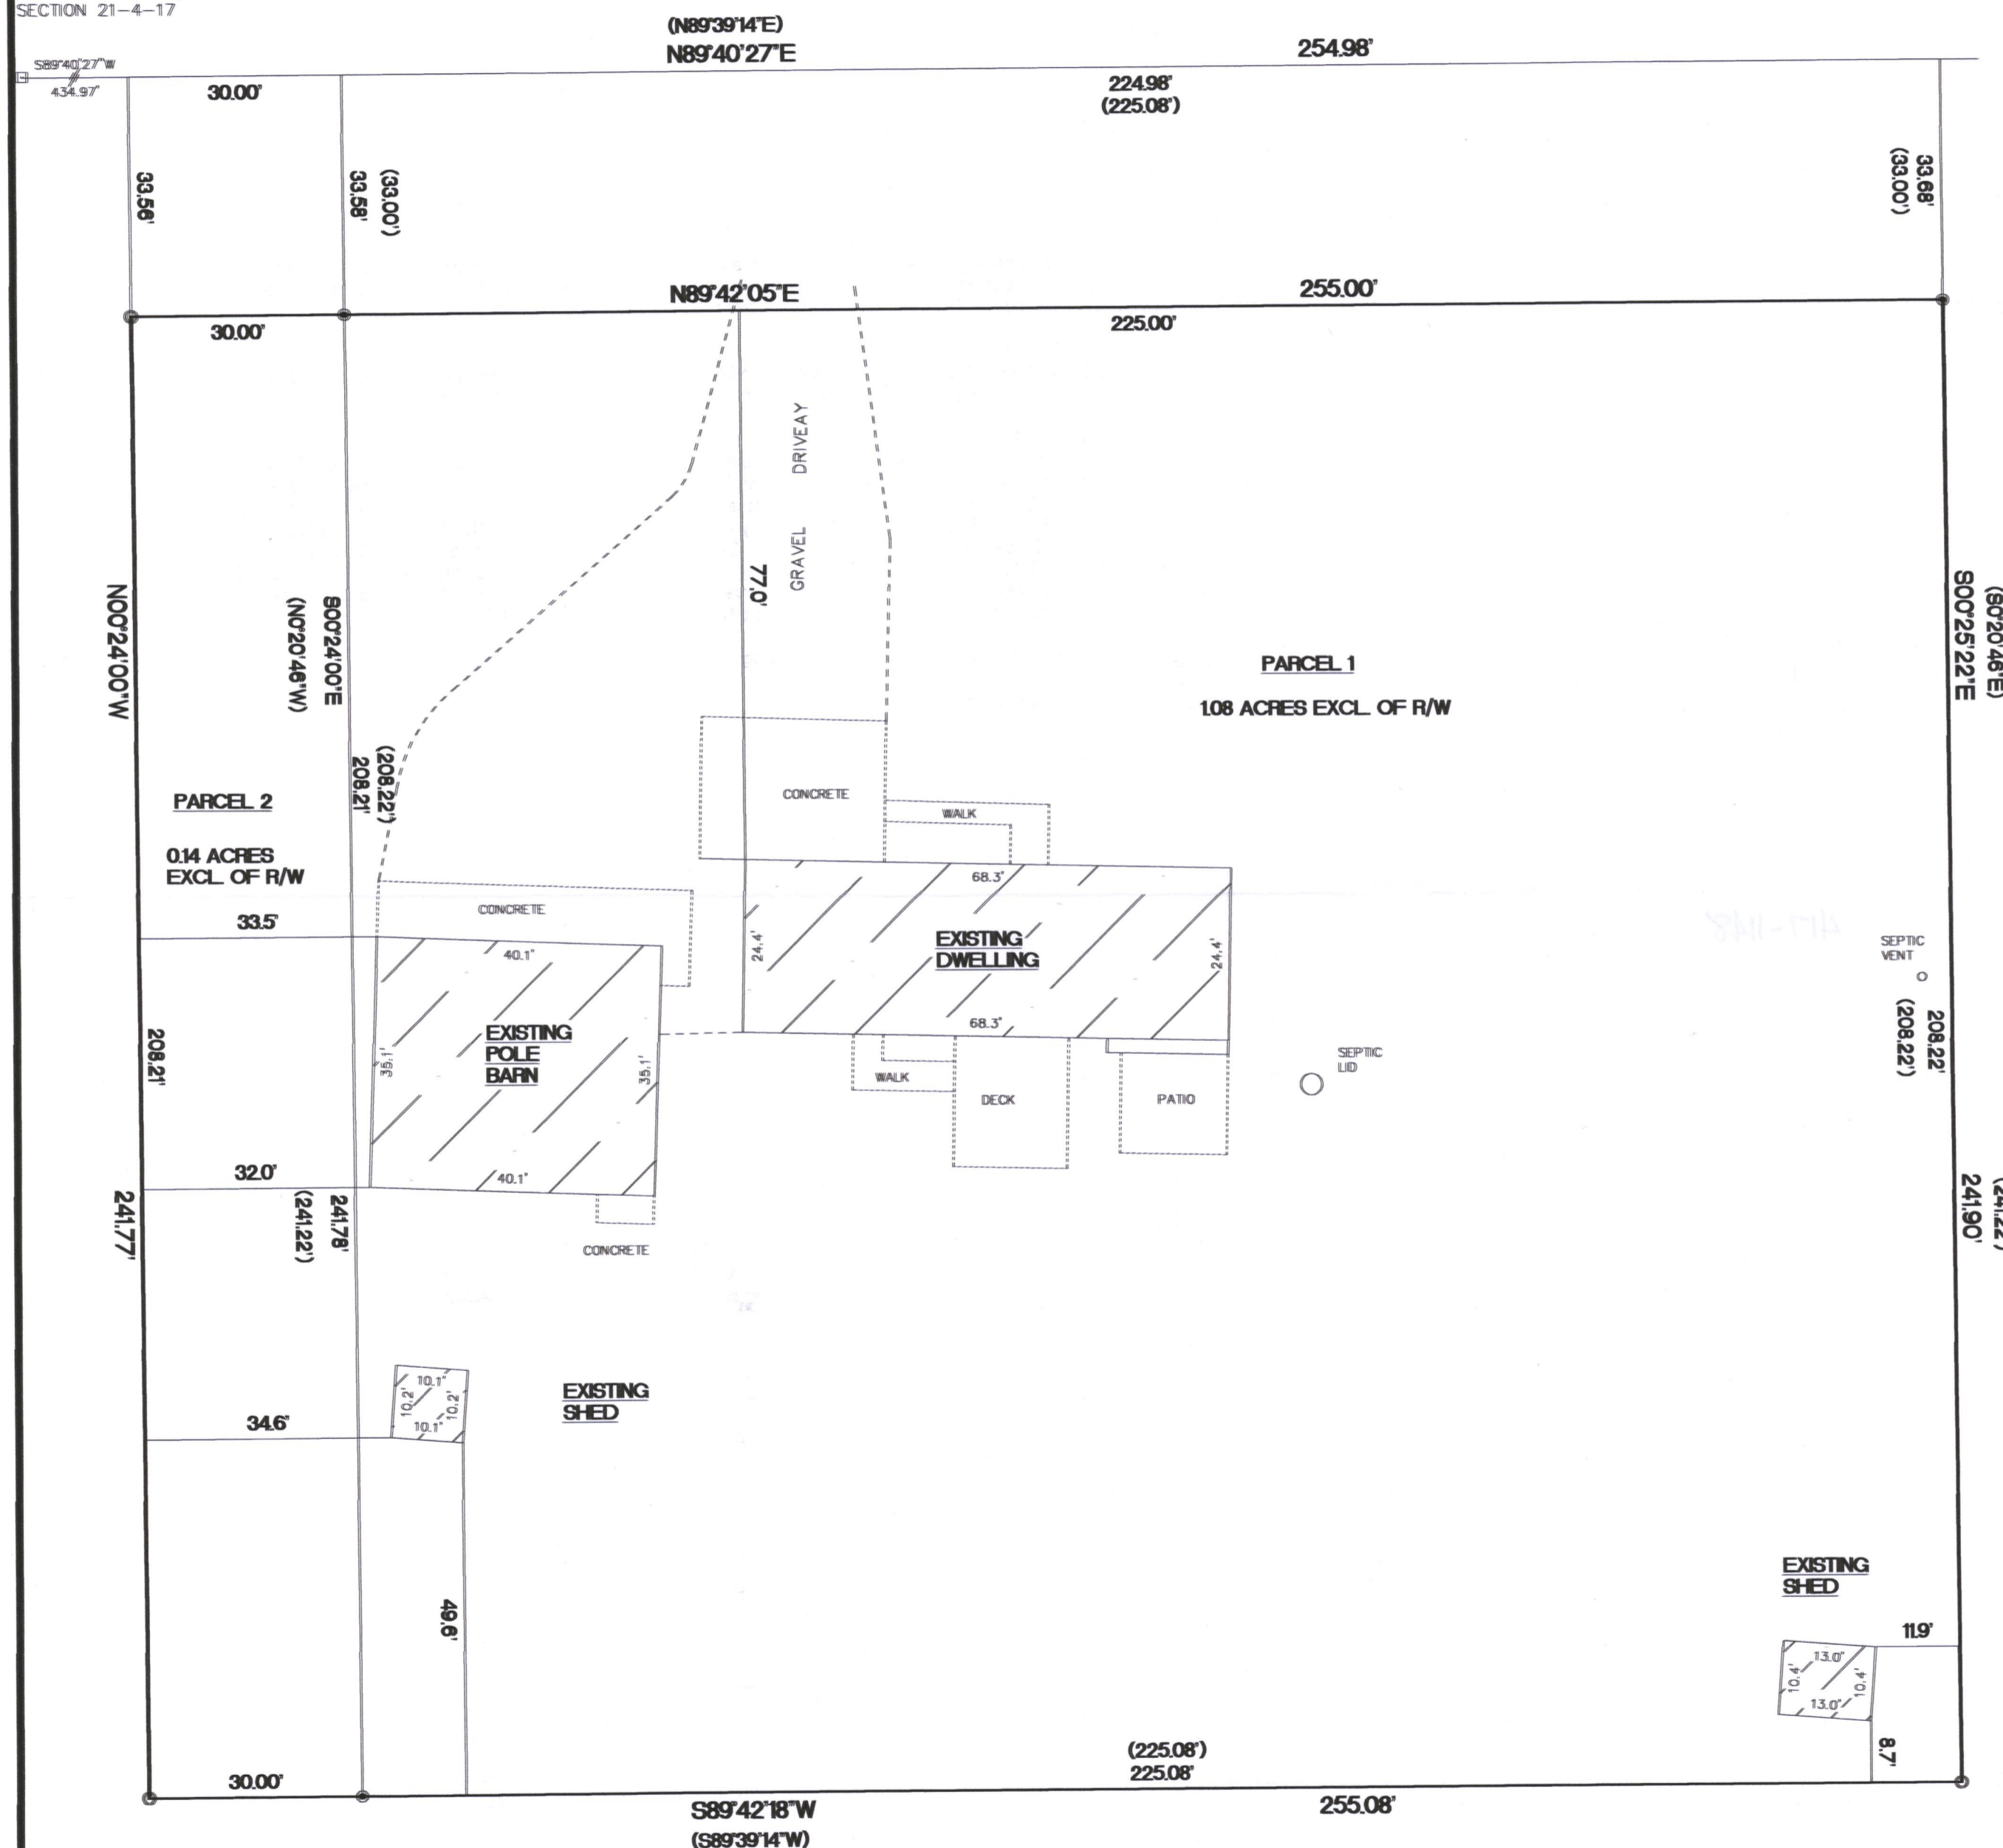 SECTION 21-4-17
(N89°39'14"E)
N89°40'27"E
254.98'
S89°40'27"W
434.97'
30.00'
224.98'
(225.08')
33.56'
(33.00')
33.58'
33.68'
(33.00')
N89°42'05"E
255.00'
30.00'
225.00'
GRAVEL DRIVEAY
77.0'
N00°24'00"W
S00°24'00"E
(N0°20'46"W)
(S0°20'46"E)
S00°25'22"E
PARCEL 1
1.08 ACRES EXCL. OF R/W
(208.22')
208.21'
PARCEL 2
0.14 ACRES
EXCL. OF R/W
CONCRETE
WALK
68.3'
CONCRETE
33.5'
40.1'
24.4'
EXISTING
DWELLING
24.4'
SEPTIC
VENT
68.3'
EXISTING
POLE
BARN
35.1'
35.1'
208.21'
208.22'
(208.22')
SEPTIC
LID
WALK
DECK
PATIO
32.0'
40.1'
241.77'
241.78'
(241.22')
241.90'
(241.22')
CONCRETE
10.1'
10.2'
10.2'
10.1'
EXISTING
SHED
34.6'
49.6'
EXISTING
SHED
11.9'
13.0'
10.4'
10.4'
13.0'
8.7'
(225.08')
225.08'
30.00'
S89°42'18"W
(S89°39'14"W)
255.08'